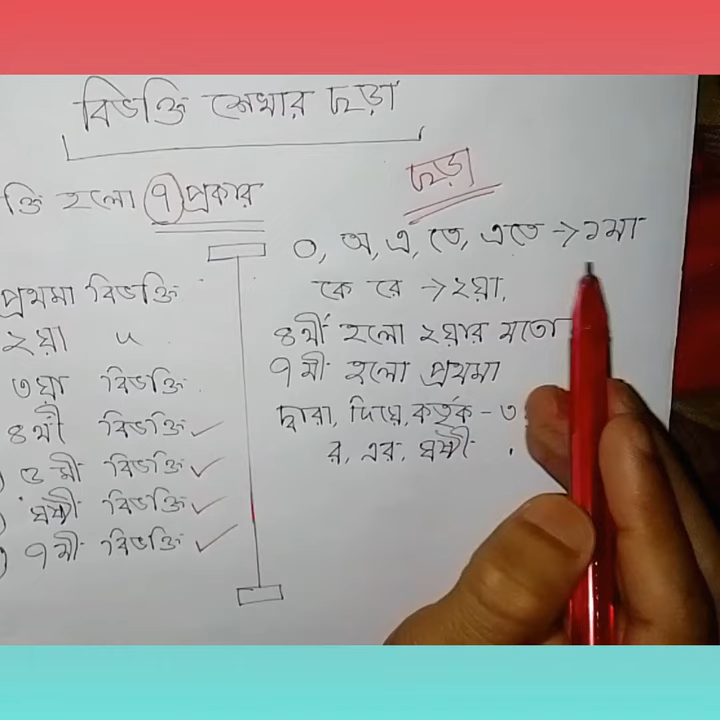 বিভক্তি শেখার ছড়া
ক্তি হলো ৭ প্রকার
প্রথমা বিভক্তি
২য়া "
৩য়া বিভক্তি
৪র্থী বিভক্তি
৫মী বিভক্তি
ষষ্ঠী বিভক্তি
৭মী বিভক্তি
ছড়া
০, অ, এ, তে, এতে → ১মা
কে রে → ২য়া,
৪র্থী হলো ২য়ার মতো
৭মী হলো প্রথমা
দ্বারা, দিয়ে, কর্তৃক - ৩
র, এর, ষষ্ঠী